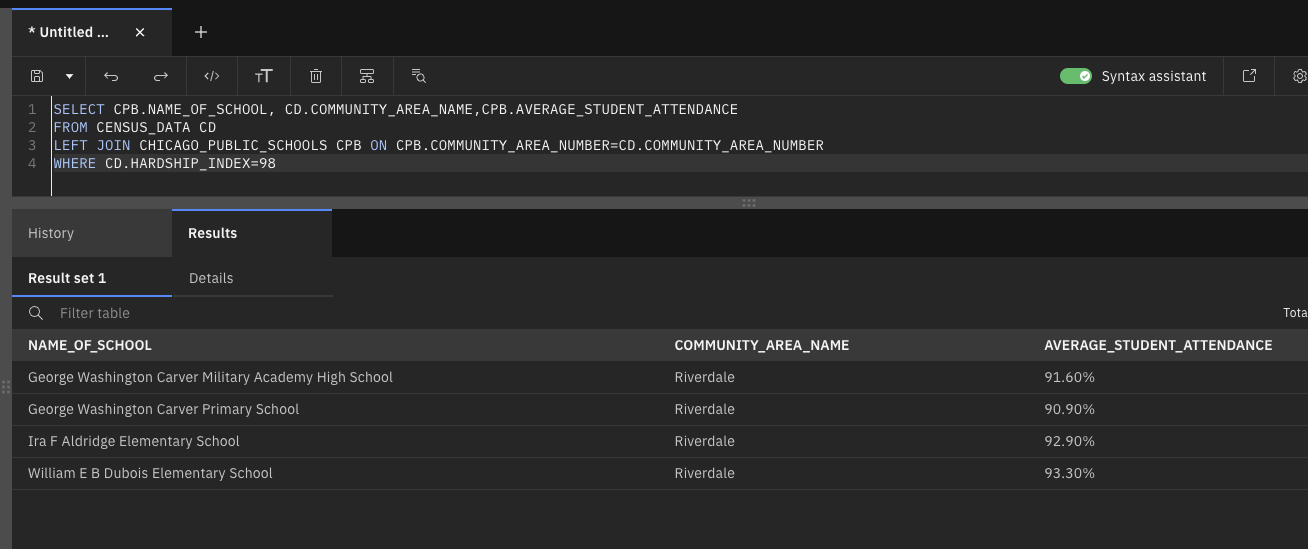 * Untitled ...
Syntax assistant
1 SELECT CPB.NAME_OF_SCHOOL, CD.COMMUNITY_AREA_NAME,CPB.AVERAGE_STUDENT_ATTENDANCE
2 FROM CENSUS_DATA CD
3 LEFT JOIN CHICAGO_PUBLIC_SCHOOLS CPB ON CPB.COMMUNITY_AREA_NUMBER=CD.COMMUNITY_AREA_NUMBER
4 WHERE CD.HARDSHIP_INDEX=98
History Results
Result set 1 Details
Filter table Tota
NAME_OF_SCHOOL COMMUNITY_AREA_NAME AVERAGE_STUDENT_ATTENDANCE
George Washington Carver Military Academy High School Riverdale 91.60%
George Washington Carver Primary School Riverdale 90.90%
Ira F Aldridge Elementary School Riverdale 92.90%
William E B Dubois Elementary School Riverdale 93.30%